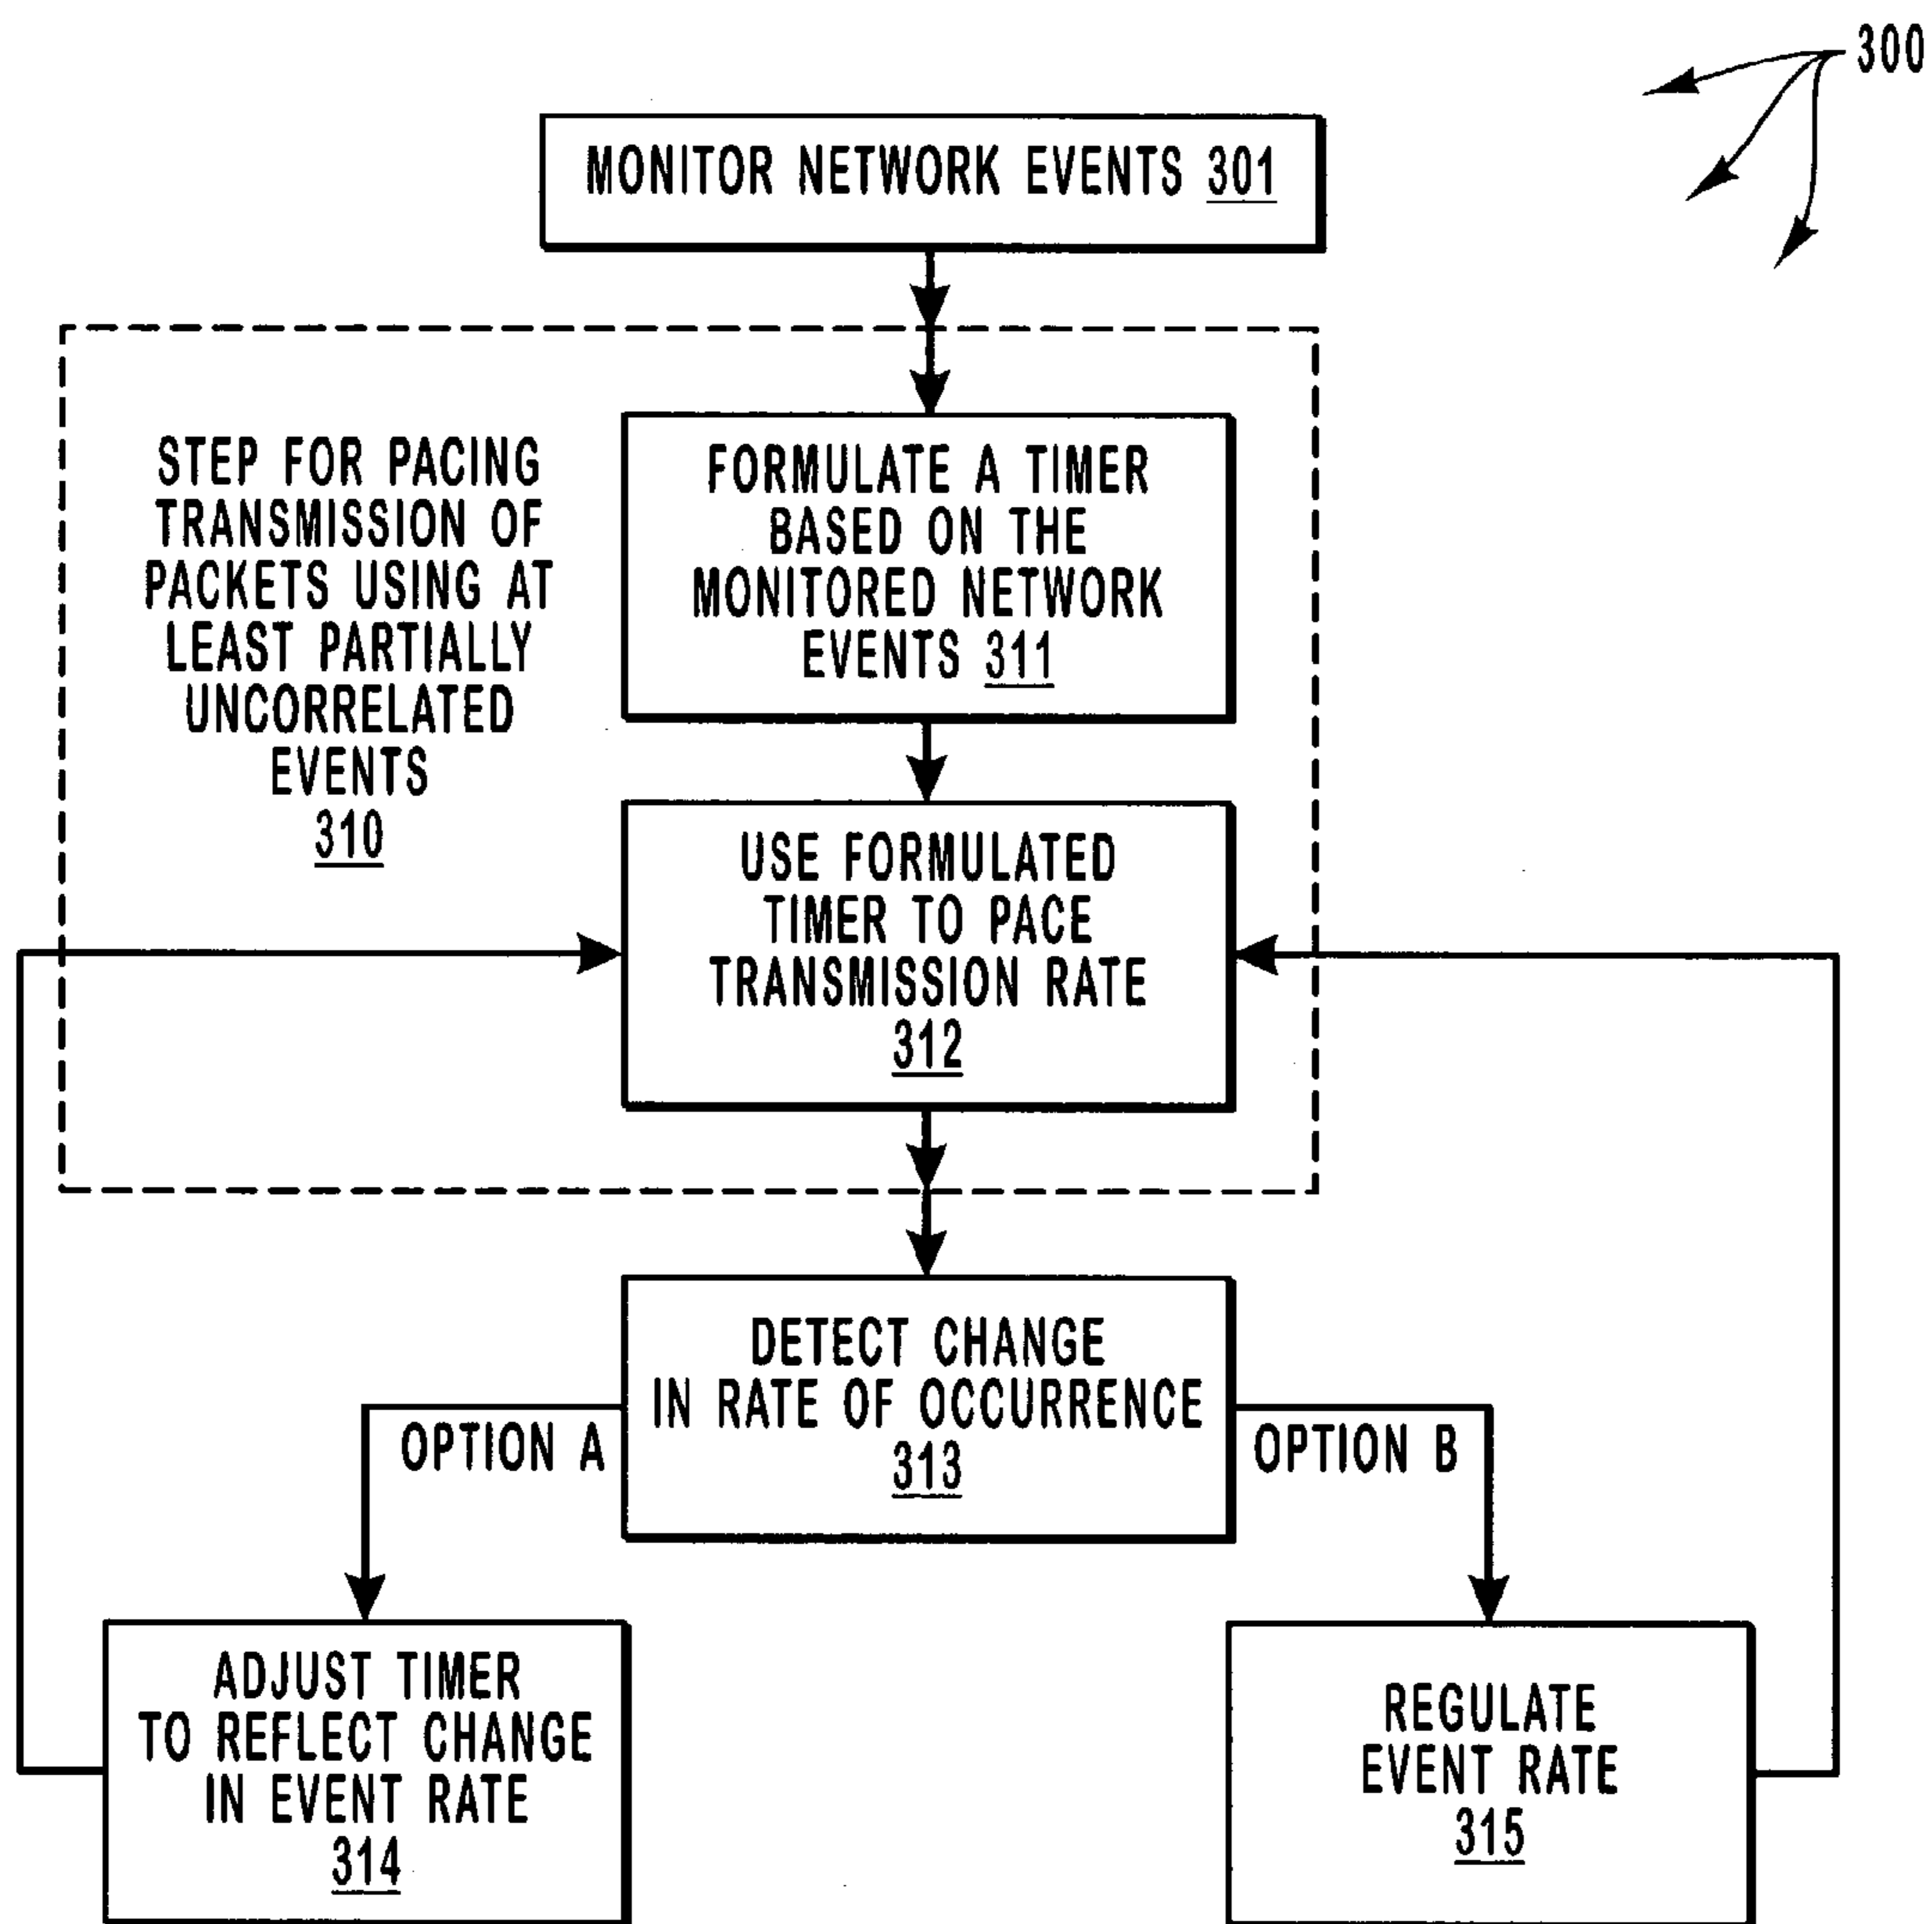 300
MONITOR NETWORK EVENTS 301
STEP FOR PACING
TRANSMISSION OF
PACKETS USING AT
LEAST PARTIALLY
UNCORRELATED
EVENTS
310
FORMULATE A TIMER
BASED ON THE
MONITORED NETWORK
EVENTS 311
USE FORMULATED
TIMER TO PACE
TRANSMISSION RATE
312
DETECT CHANGE
IN RATE OF OCCURRENCE
313
OPTION A
OPTION B
ADJUST TIMER
TO REFLECT CHANGE
IN EVENT RATE
314
REGULATE
EVENT RATE
315